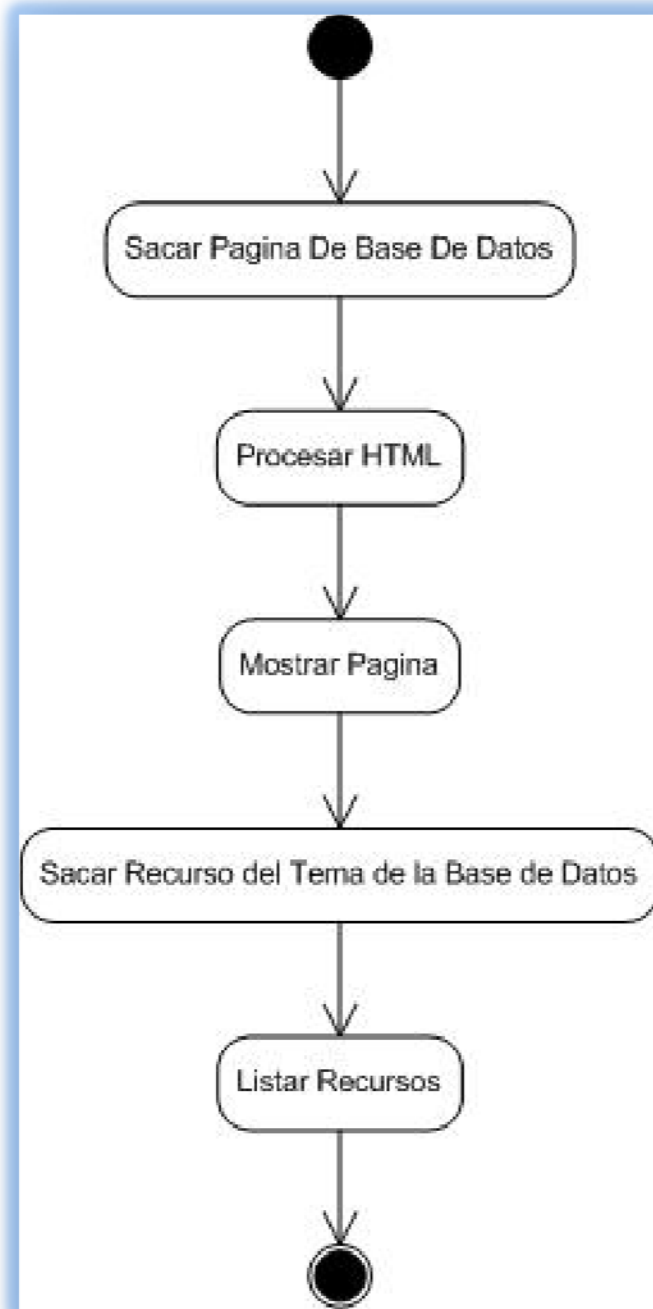 Sacar Pagina De Base De Datos
Procesar HTML
Mostrar Pagina
Sacar Recurso del Tema de la Base de Datos
Listar Recursos